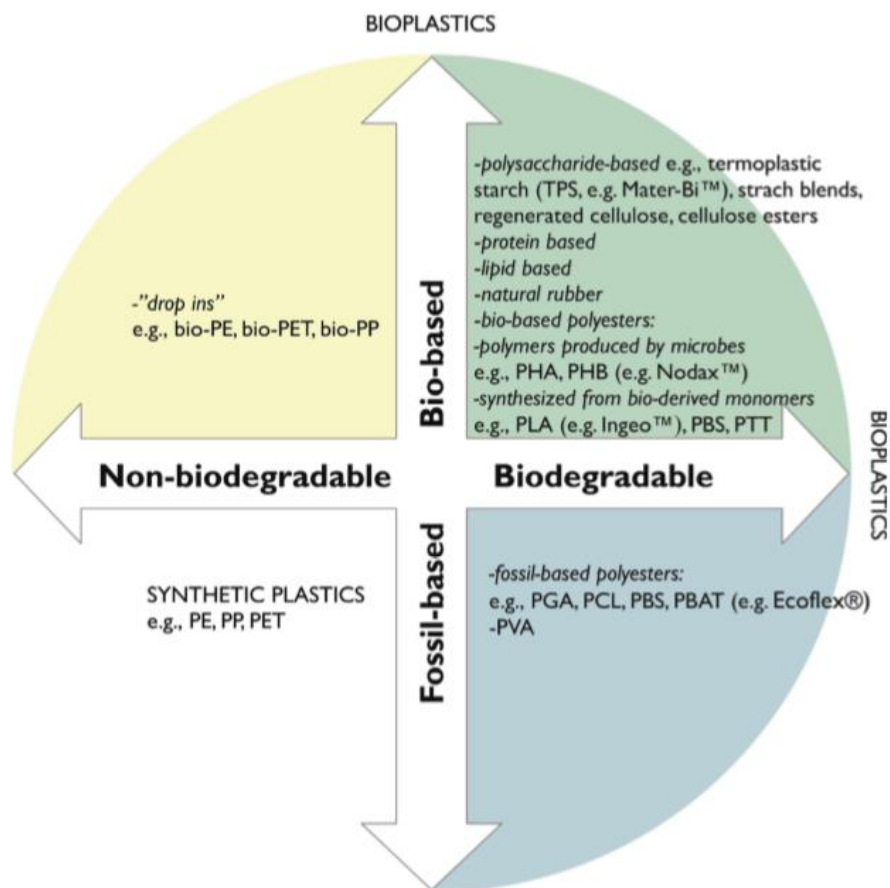 BIOPLASTICS
-polysaccharide-based e.g., termoplastic
starch (TPS, e.g. Mater-Bi™), strach blends,
regenerated cellulose, cellulose esters
-protein based
-lipid based
-natural rubber
-bio-based polyesters:
-polymers produced by microbes
e.g., PHA, PHB (e.g. Nodax™)
-synthesized from bio-derived monomers
e.g., PLA (e.g. Ingeo™), PBS, PTT
-"drop ins"
e.g., bio-PE, bio-PET, bio-PP
Bio-based
BIOPLASTICS
Non-biodegradable
Biodegradable
Fossil-based
SYNTHETIC PLASTICS
e.g., PE, PP, PET
-fossil-based polyesters:
e.g., PGA, PCL, PBS, PBAT (e.g. Ecoflex®)
-PVA